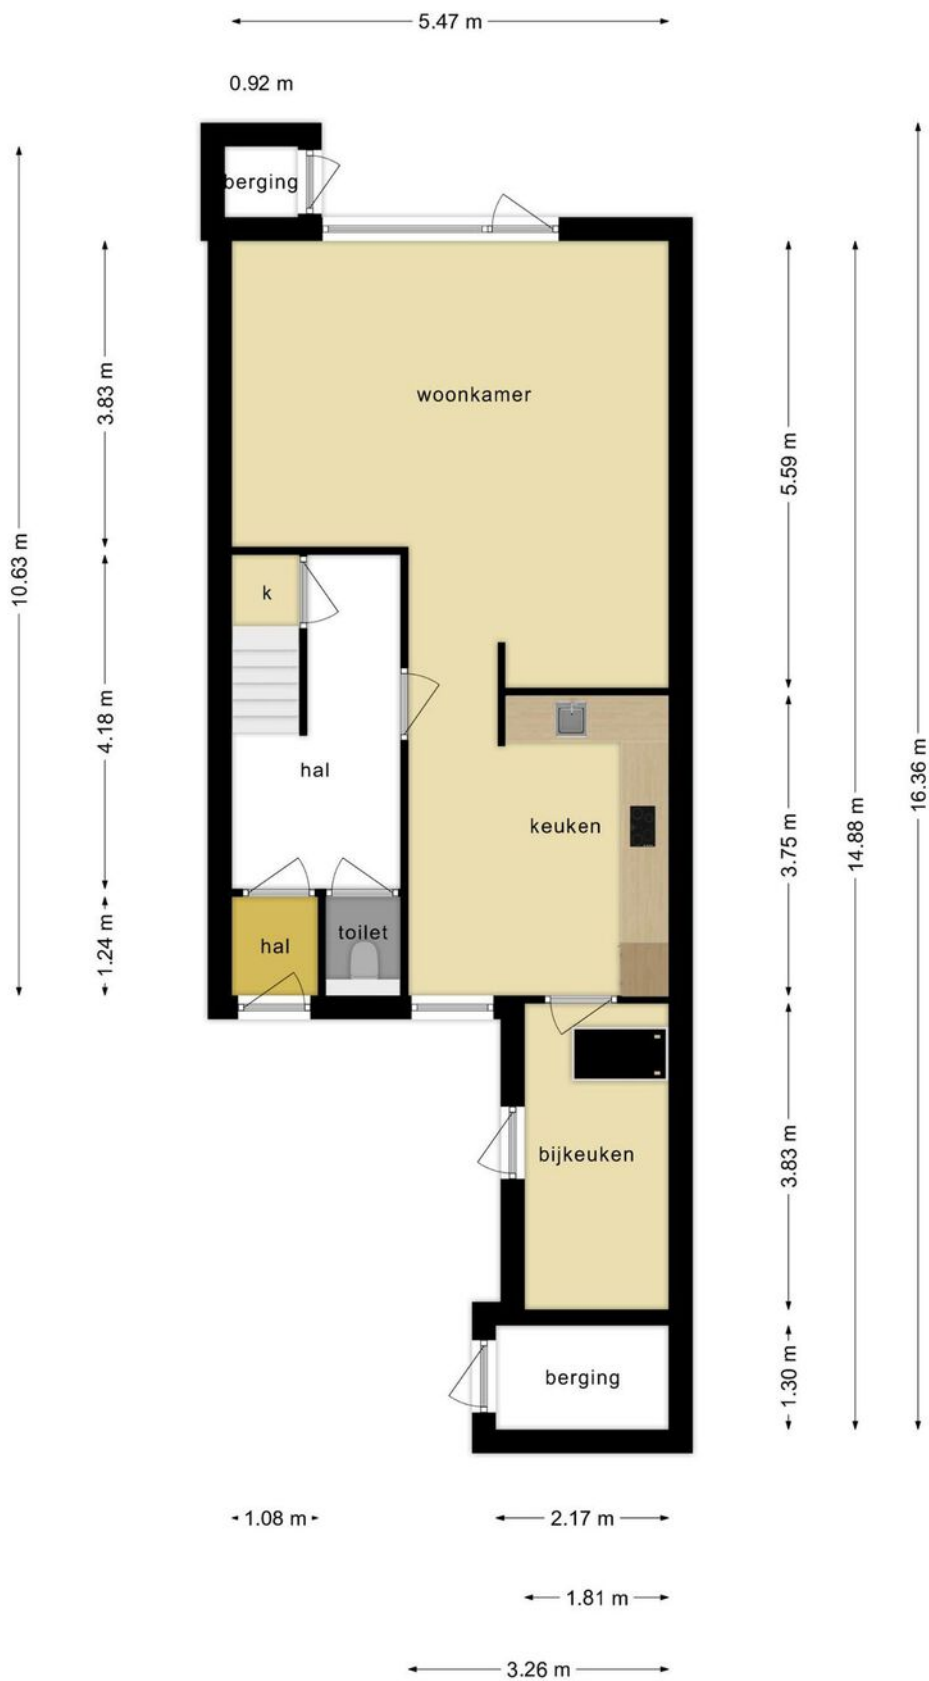 5.47 m
0.92 m
berging
woonkamer
3.83 m
5.59 m
10.63 m
k
4.18 m
hal
keuken
3.75 m
14.88 m
16.36 m
hal
toilet
1.24 m
bijkeuken
3.83 m
berging
1.30 m
1.08 m
2.17 m
1.81 m
3.26 m